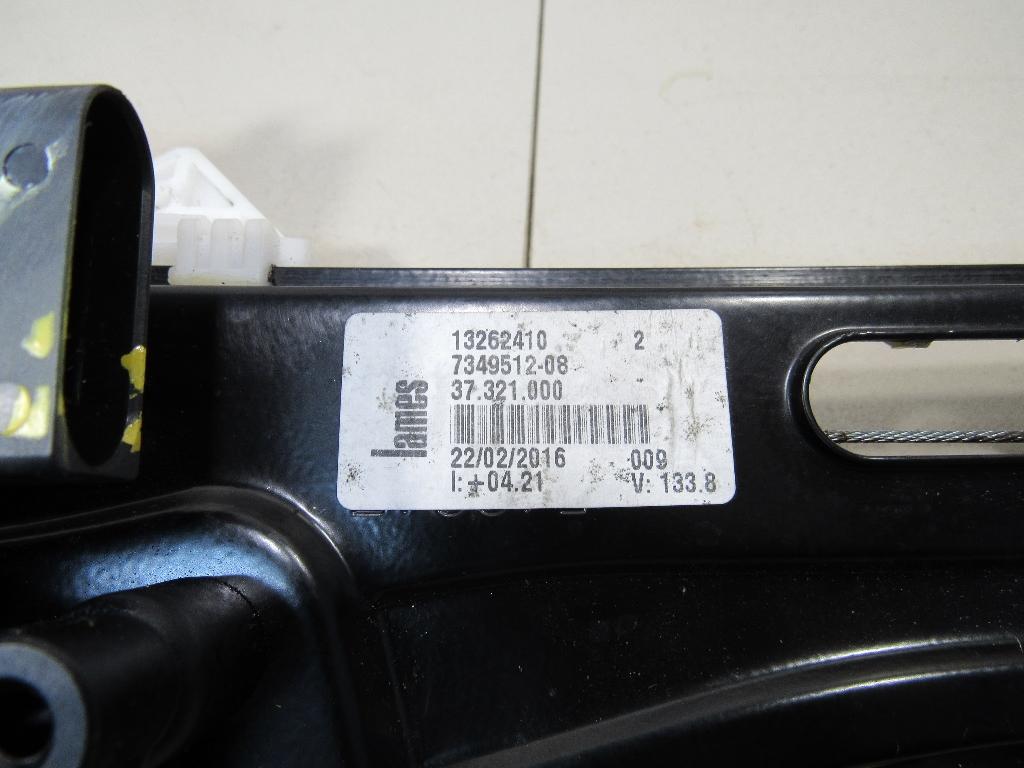 13262410 2
7349512-08
37.321.000
lames
22/02/2016 009
I: +04.21 V: 133.8